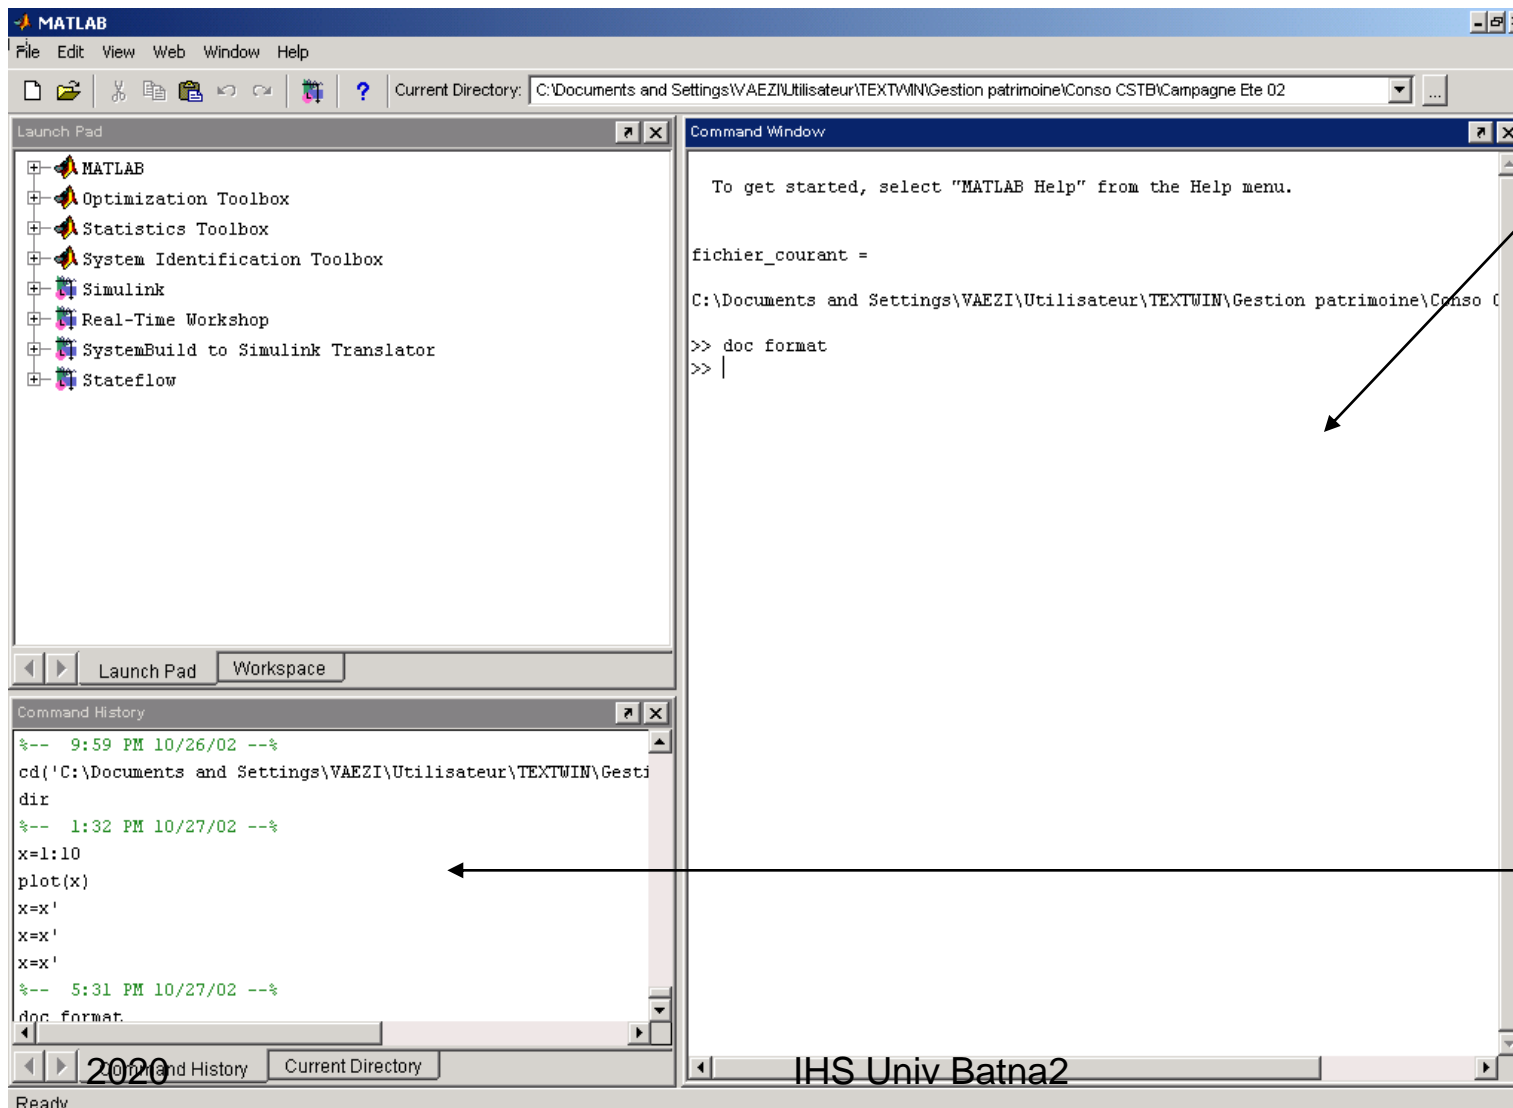 MATLAB
File Edit View Web Window Help
Current Directory: C:\Documents and Settings\VAEZI\Utilisateur\TEXTWIN\Gestion patrimoine\Conso CSTB\Campagne Ete 02 ...
Launch Pad
MATLAB
Optimization Toolbox
Statistics Toolbox
System Identification Toolbox
Simulink
Real-Time Workshop
SystemBuild to Simulink Translator
Stateflow
Launch Pad Workspace
Command History
%-- 9:59 PM 10/26/02 --%
cd('C:\Documents and Settings\VAEZI\Utilisateur\TEXTWIN\Gesti
dir
%-- 1:32 PM 10/27/02 --%
x=1:10
plot(x)
x=x'
x=x'
x=x'
%-- 5:31 PM 10/27/02 --%
doc format
Command History Current Directory
Command Window
To get started, select "MATLAB Help" from the Help menu.
fichier_courant =
C:\Documents and Settings\VAEZI\Utilisateur\TEXTWIN\Gestion patrimoine\Conso C
>> doc format
>>
2020
IHS Univ Batna2
Ready